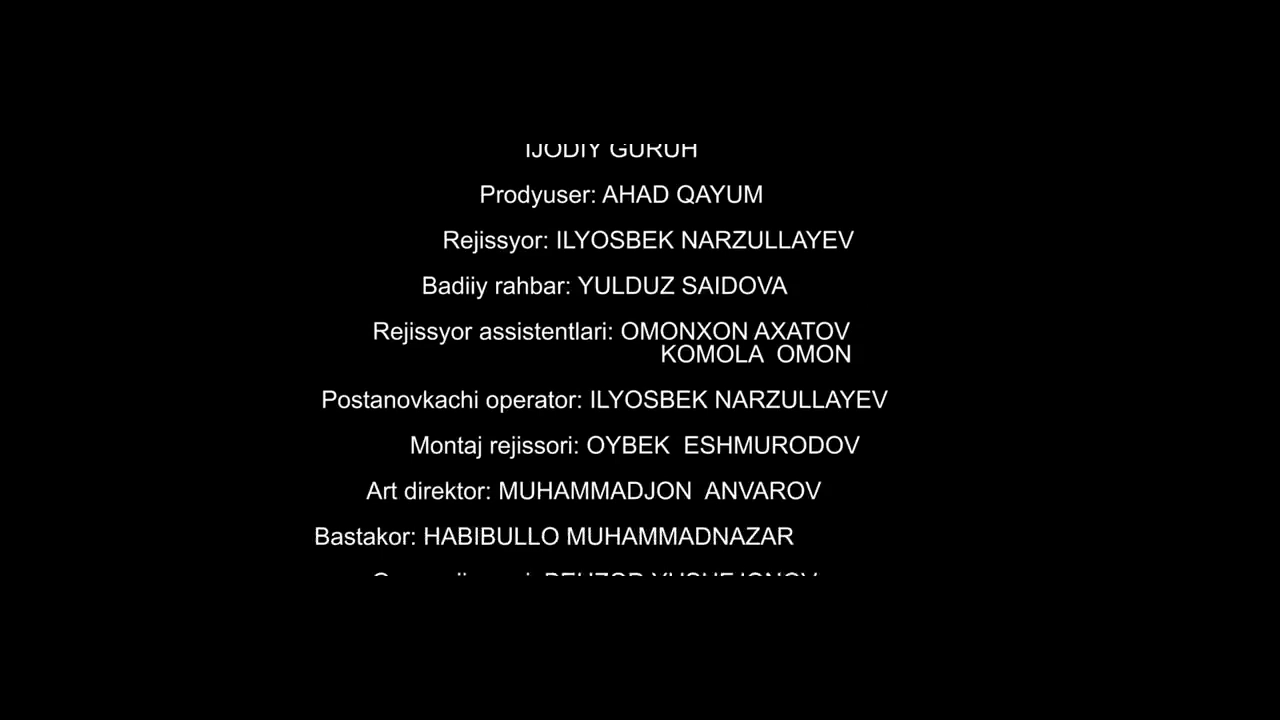 IJODIY GURUH
Prodyuser: AHAD QAYUM
Rejissyor: ILYOSBEK NARZULLAYEV
Badiiy rahbar: YULDUZ SAIDOVA
Rejissyor assistentlari: OMONXON AXATOV
KOMOLA OMON
Postanovkachi operator: ILYOSBEK NARZULLAYEV
Montaj rejissori: OYBEK ESHMURODOV
Art direktor: MUHAMMADJON ANVAROV
Bastakor: HABIBULLO MUHAMMADNAZAR